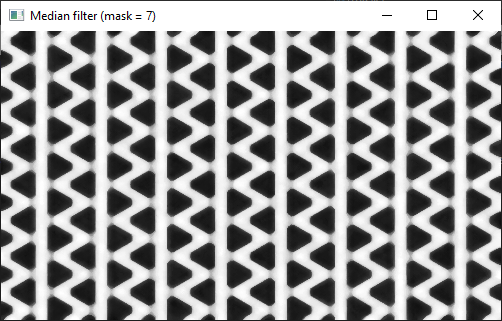 Median filter (mask = 7)